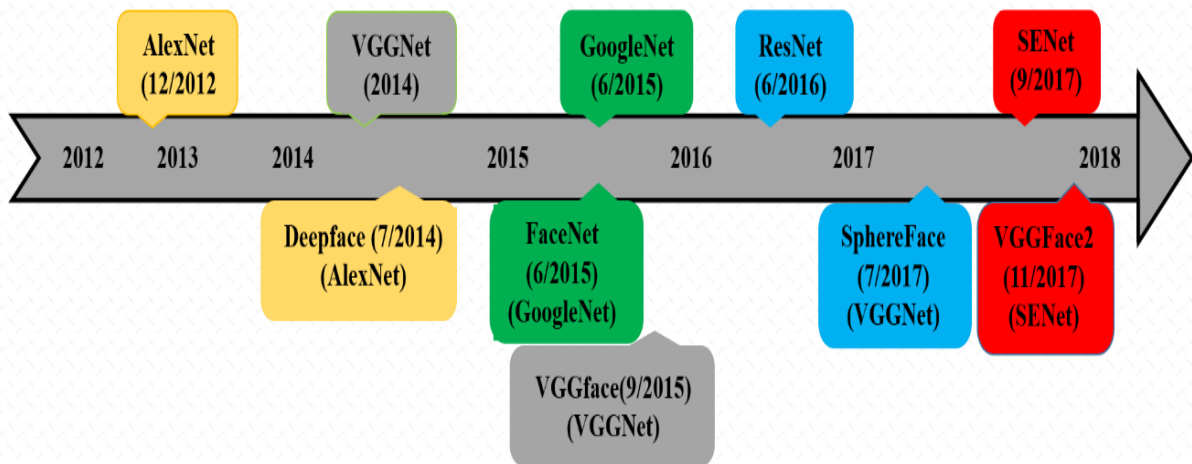 AlexNet
(12/2012
VGGNet
(2014)
GoogleNet
(6/2015)
ResNet
(6/2016)
SENet
(9/2017)
2012 2013 2014 2015 2016 2017 2018
Deepface (7/2014)
(AlexNet)
FaceNet
(6/2015)
(GoogleNet)
VGGface(9/2015)
(VGGNet)
SphereFace
(7/2017)
(VGGNet)
VGGFace2
(11/2017)
(SENet)